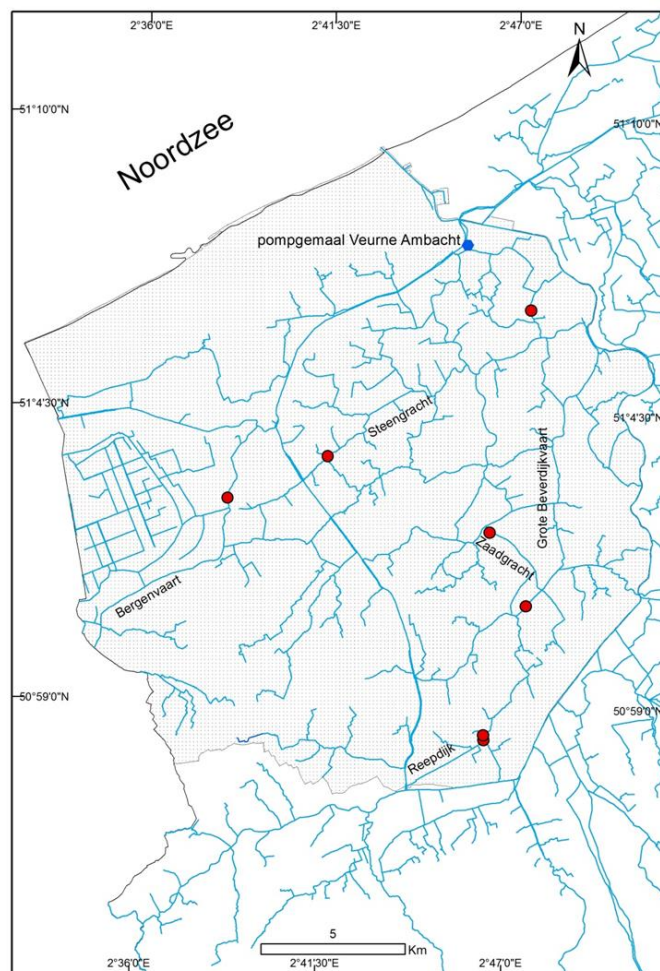 2°36'0"E
2°41'30"E
2°47'0"E
N
51°10'0"N
51°10'0"N
Noordzee
pompgemaal Veurne Ambacht
51°4'30"N
51°4'30"N
Steengracht
Grote Beverdijkvaart
Zaadgracht
Bergenvaart
50°59'0"N
50°59'0"N
Reepdijk
5
Km
2°36'0"E
2°41'30"E
2°47'0"E